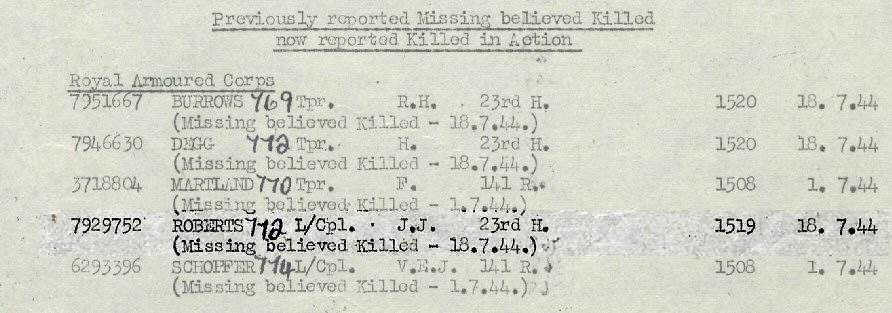 Previously reported Missing believed Killed
now reported Killed in Action
Royal Armoured Corps
7951667 BURROWS 769 Tpr. R.H. 23rd H. 1520 18. 7.44
(Missing believed Killed - 18.7.44.)
7946630 DEGG 772 Tpr. H. 23rd H. 1520 18. 7.44
(Missing believed Killed - 18.7.44.)
3718804 MARTLAND 770 Tpr. F. 141 R. 1508 1. 7.44
(Missing believed Killed - 1.7.44.)
7929752 ROBERTS 772 L/Cpl. J.J. 23rd H. 1519 18. 7.44
(Missing believed Killed - 18.7.44.)
6293396 SCHOPFER 774 L/Cpl. V.E.J. 141 R. 1508 1. 7.44
(Missing believed Killed - 1.7.44.)